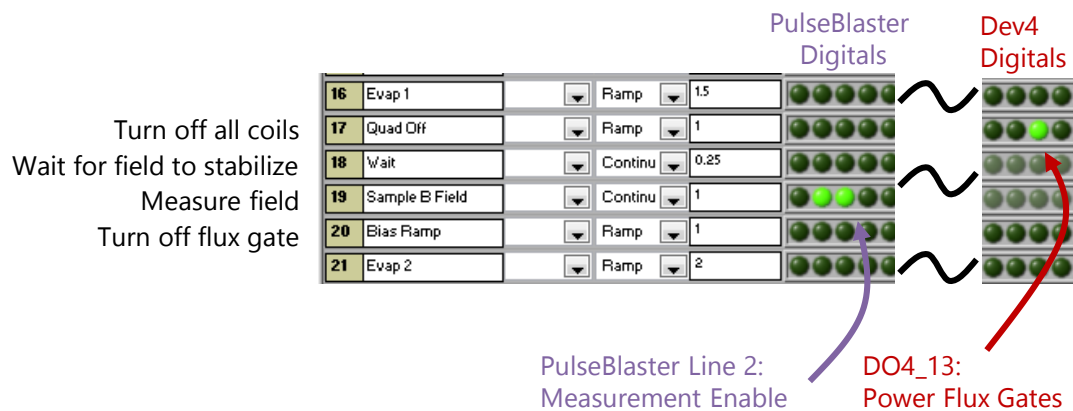 PulseBlaster
Digitals
Dev4
Digitals
16 Evap 1 Ramp 1.5
Turn off all coils 17 Quad Off Ramp 1
Wait for field to stabilize 18 Wait Continu 0.25
Measure field 19 Sample B Field Continu 1
Turn off flux gate 20 Bias Ramp Ramp 1
21 Evap 2 Ramp 2
PulseBlaster Line 2:
Measurement Enable
DO4_13:
Power Flux Gates